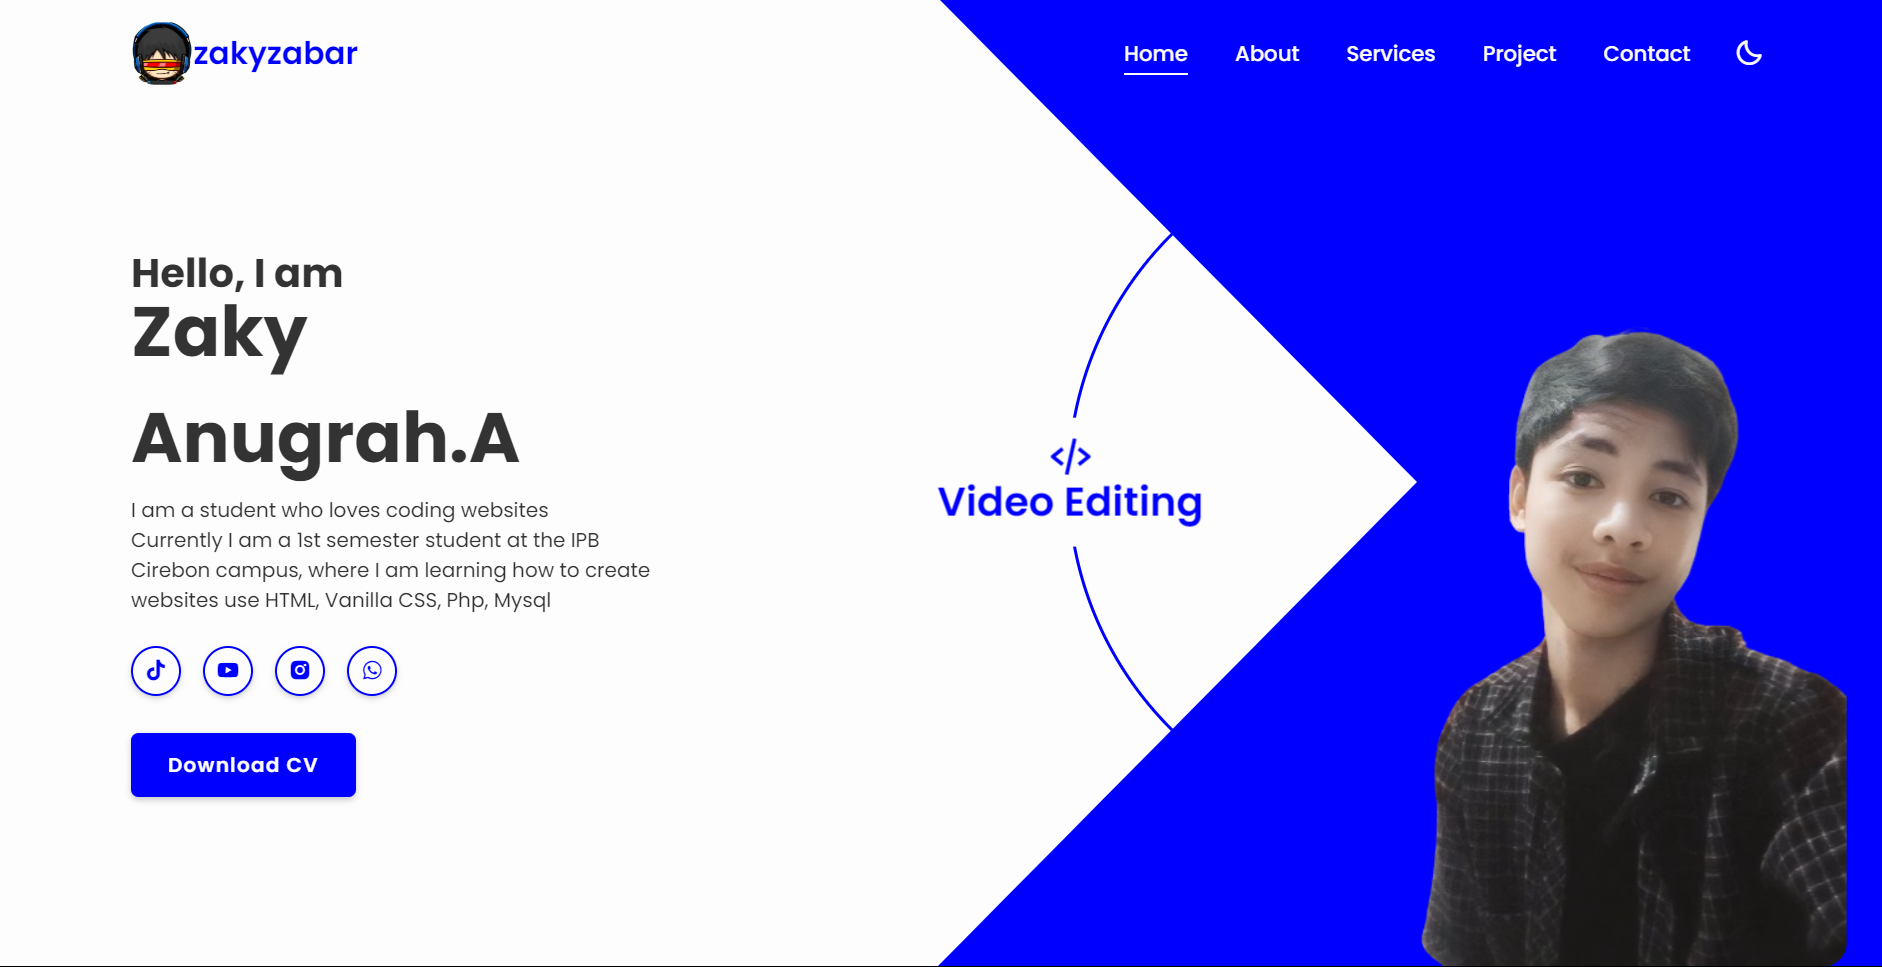 zakyzabar
Home About Services Project Contact
Hello, I am
Zaky
Anugrah.A
I am a student who loves coding websites
Currently I am a 1st semester student at the IPB
Cirebon campus, where I am learning how to create
websites use HTML, Vanilla CSS, Php, Mysql
Download CV
</>
Video Editing